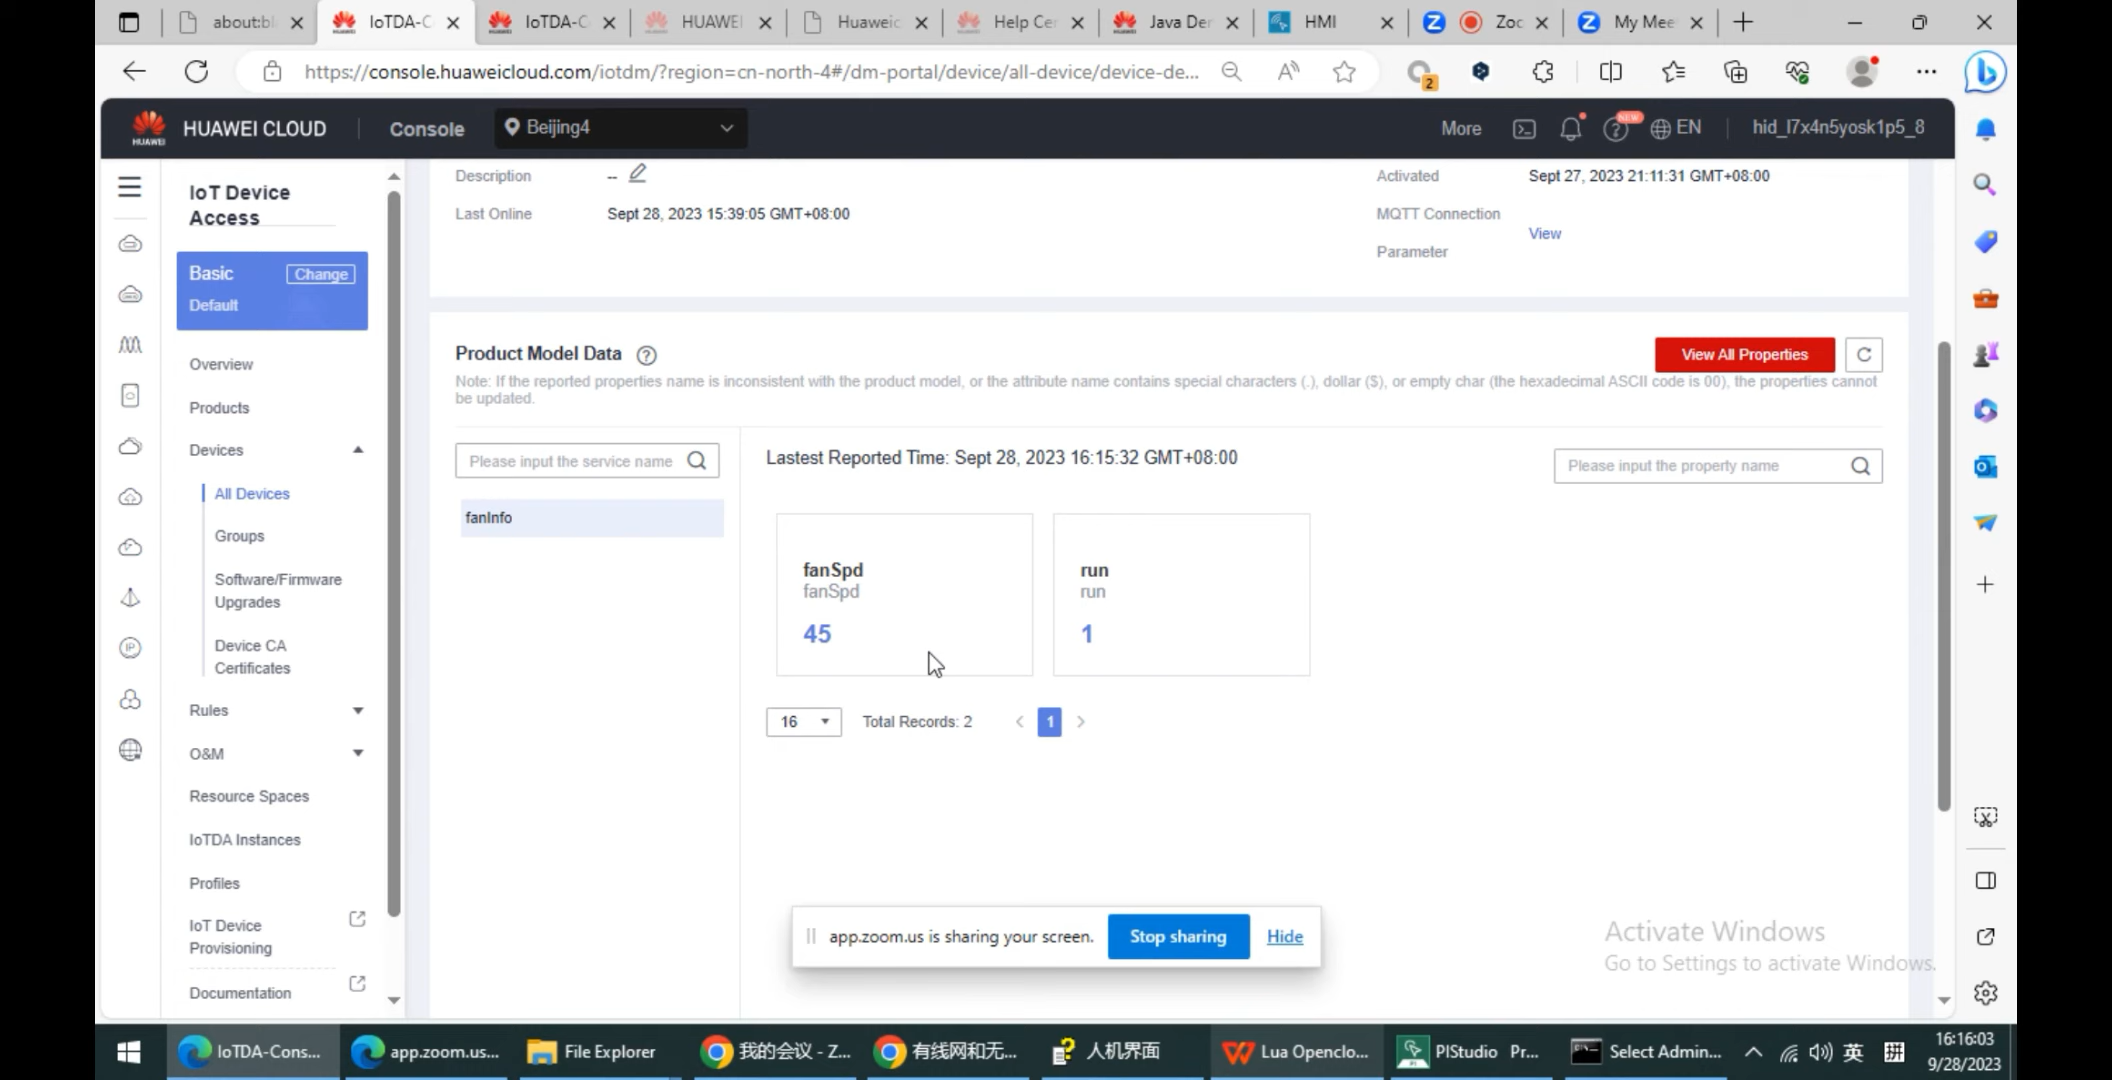 about:bl
IoTDA-C
IoTDA-C
HUAWEI
Huaweic
Help Cer
Java Der
HMI
Zoc
My Mee
https://console.huaweicloud.com/iotdm/?region=cn-north-4#/dm-portal/device/all-device/device-de...
2
HUAWEI
HUAWEI CLOUD
Console
Beijing4
More
NEW
EN
hid_l7x4n5yosk1p5_8
IoT Device
Access
Basic
Change
Default
Overview
Products
Devices
All Devices
Groups
Software/Firmware
Upgrades
Device CA
Certificates
Rules
O&M
Resource Spaces
IoTDA Instances
Profiles
IoT Device
Provisioning
Documentation
Description
--
Activated
Sept 27, 2023 21:11:31 GMT+08:00
Last Online
Sept 28, 2023 15:39:05 GMT+08:00
MQTT Connection
Parameter
View
Product Model Data
View All Properties
Note: If the reported properties name is inconsistent with the product model, or the attribute name contains special characters (.), dollar ($), or empty char (the hexadecimal ASCII code is 00), the properties cannot
be updated.
Please input the service name
Lastest Reported Time: Sept 28, 2023 16:15:32 GMT+08:00
Please input the property name
fanInfo
fanSpd
fanSpd
45
run
run
1
16
Total Records: 2
1
app.zoom.us is sharing your screen.
Stop sharing
Hide
Activate Windows
Go to Settings to activate Windows.
IoTDA-Cons...
app.zoom.us...
File Explorer
我的会议 - Z...
有线网和无...
人机界面
Lua Openclo...
PIStudio Pr...
Select Admin...
英
拼
16:16:03
9/28/2023